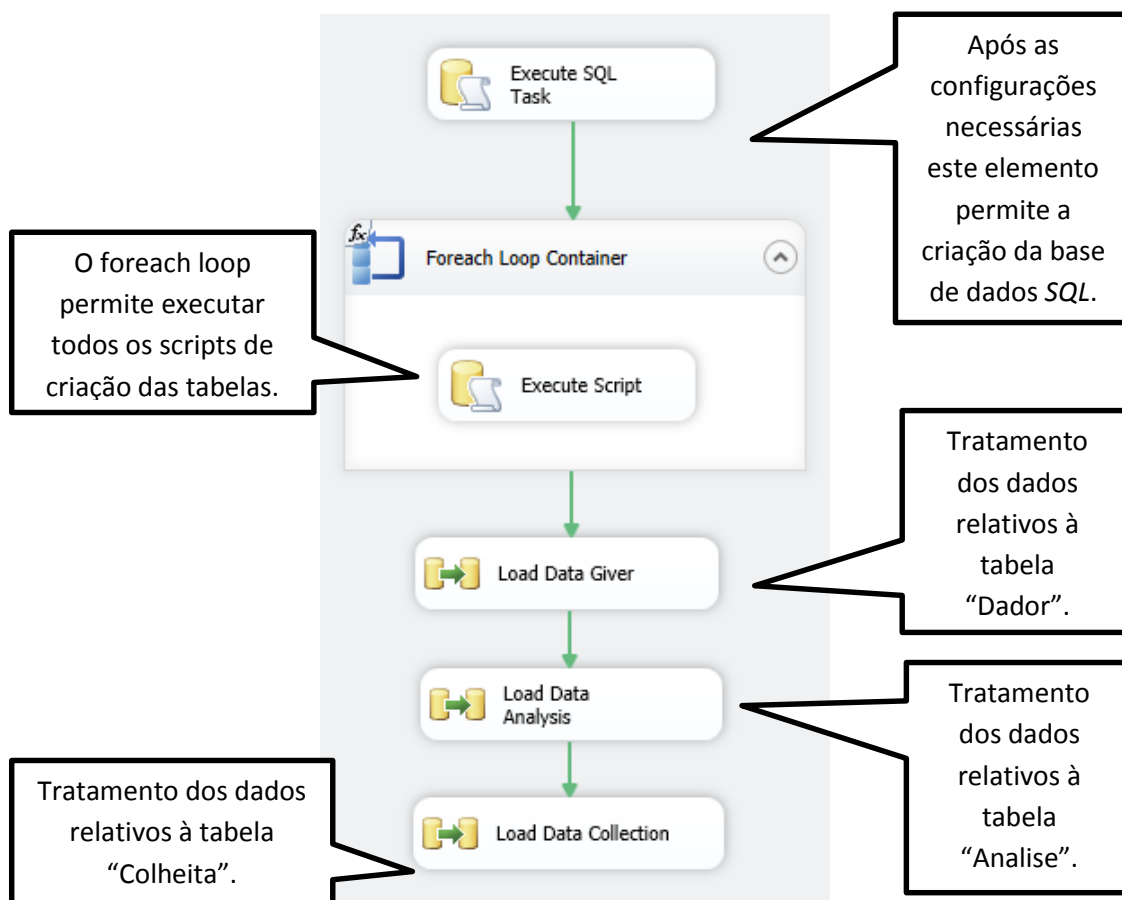 Execute SQL
Task
Após as
configurações
necessárias
este elemento
permite a
criação da base
de dados SQL.
fx
Foreach Loop Container
O foreach loop
permite executar
todos os scripts de
criação das tabelas.
Execute Script
Load Data Giver
Tratamento
dos dados
relativos à
tabela
“Dador”.
Load Data
Analysis
Tratamento
dos dados
relativos à
tabela
“Analise”.
Load Data Collection
Tratamento dos dados
relativos à tabela
“Colheita”.